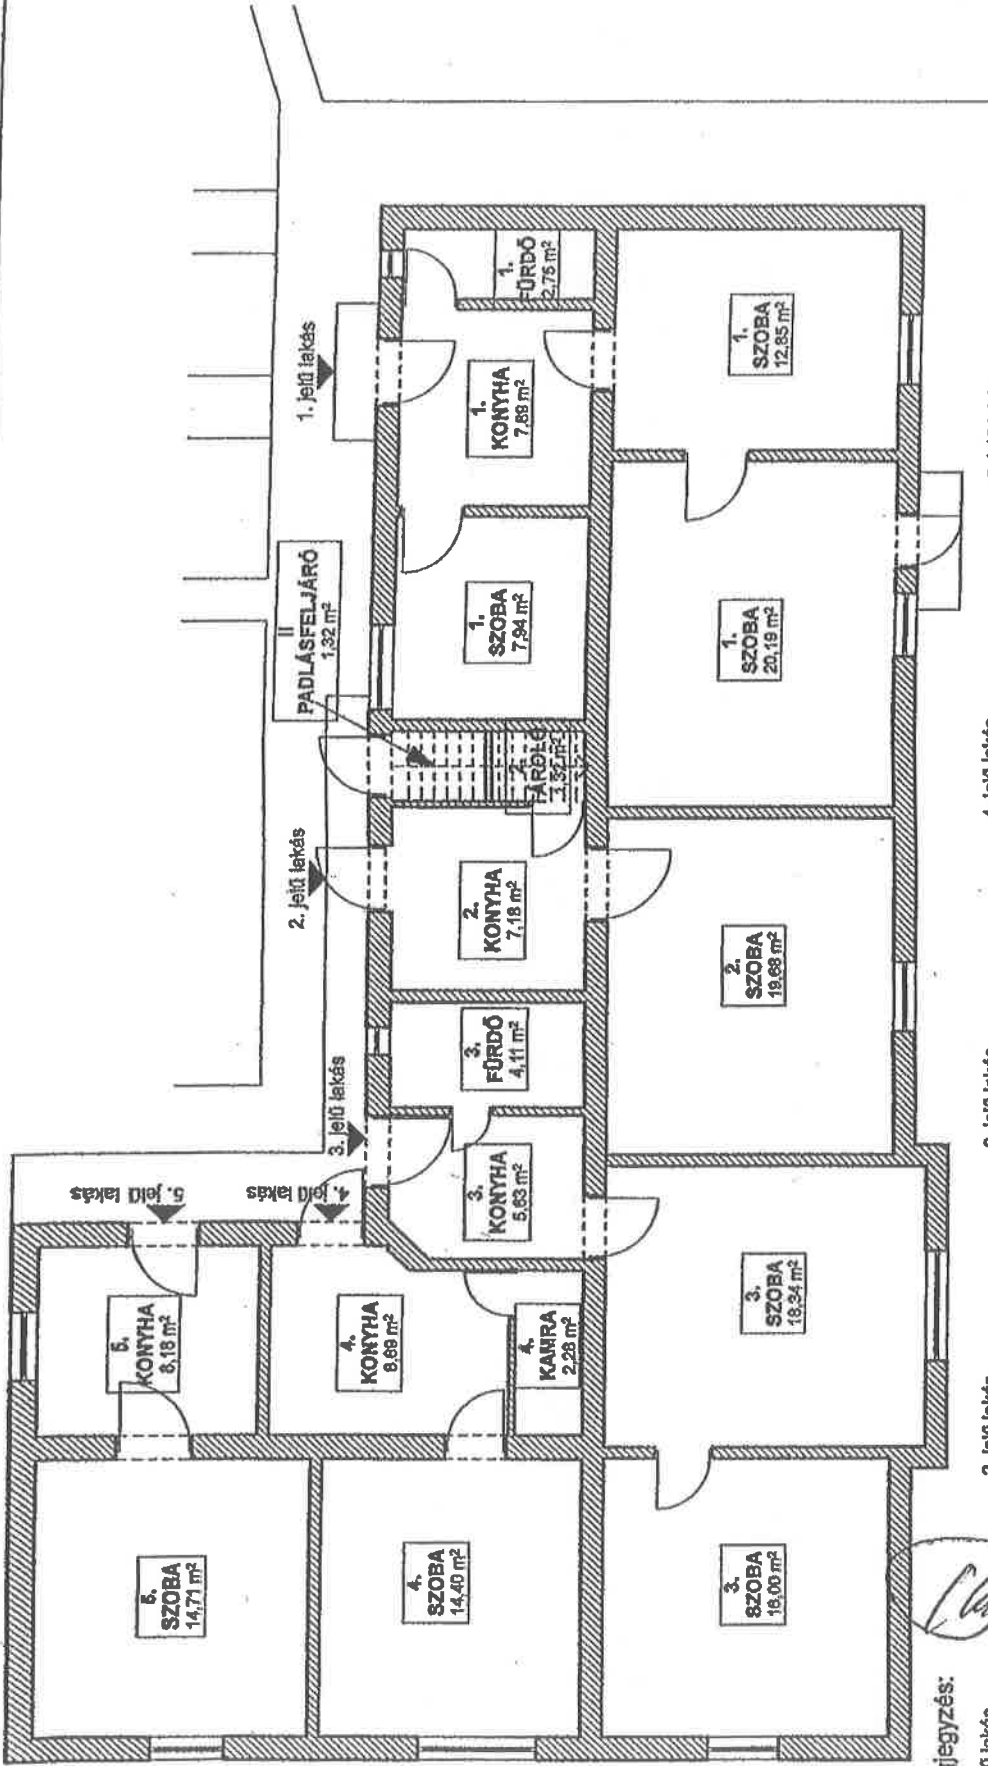 1. jelű lakás
II
PADLÁSFELJÁRÓ
1,32 m²
2. jelű lakás
3. jelű lakás
4. jelű lakás
5. jelű lakás
1.
FÜRDŐ
2,75 m²
1.
KONYHA
7,89 m²
1.
SZOBA
7,94 m²
2.
TÁROLÓ
2.
KONYHA
7,18 m²
3.
FÜRDŐ
4,11 m²
3.
KONYHA
5,63 m²
4.
KONYHA
8,69 m²
4.
KAMRA
2,28 m²
5.
KONYHA
8,18 m²
1.
SZOBA
12,85 m²
1.
SZOBA
20,19 m²
2.
SZOBA
19,68 m²
3.
SZOBA
18,34 m²
3.
SZOBA
16,00 m²
4.
SZOBA
14,40 m²
5.
SZOBA
14,71 m²
rjegyzés: